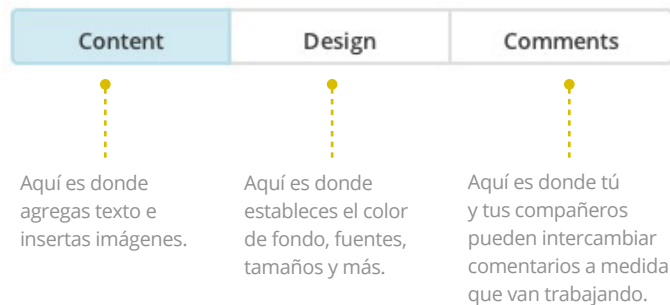 Content
Design
Comments
Aquí es donde
agregas texto e
insertas imágenes.
Aquí es donde
estableces el color
de fondo, fuentes,
tamaños y más.
Aquí es donde tú
y tus compañeros
pueden intercambiar
comentarios a medida
que van trabajando.